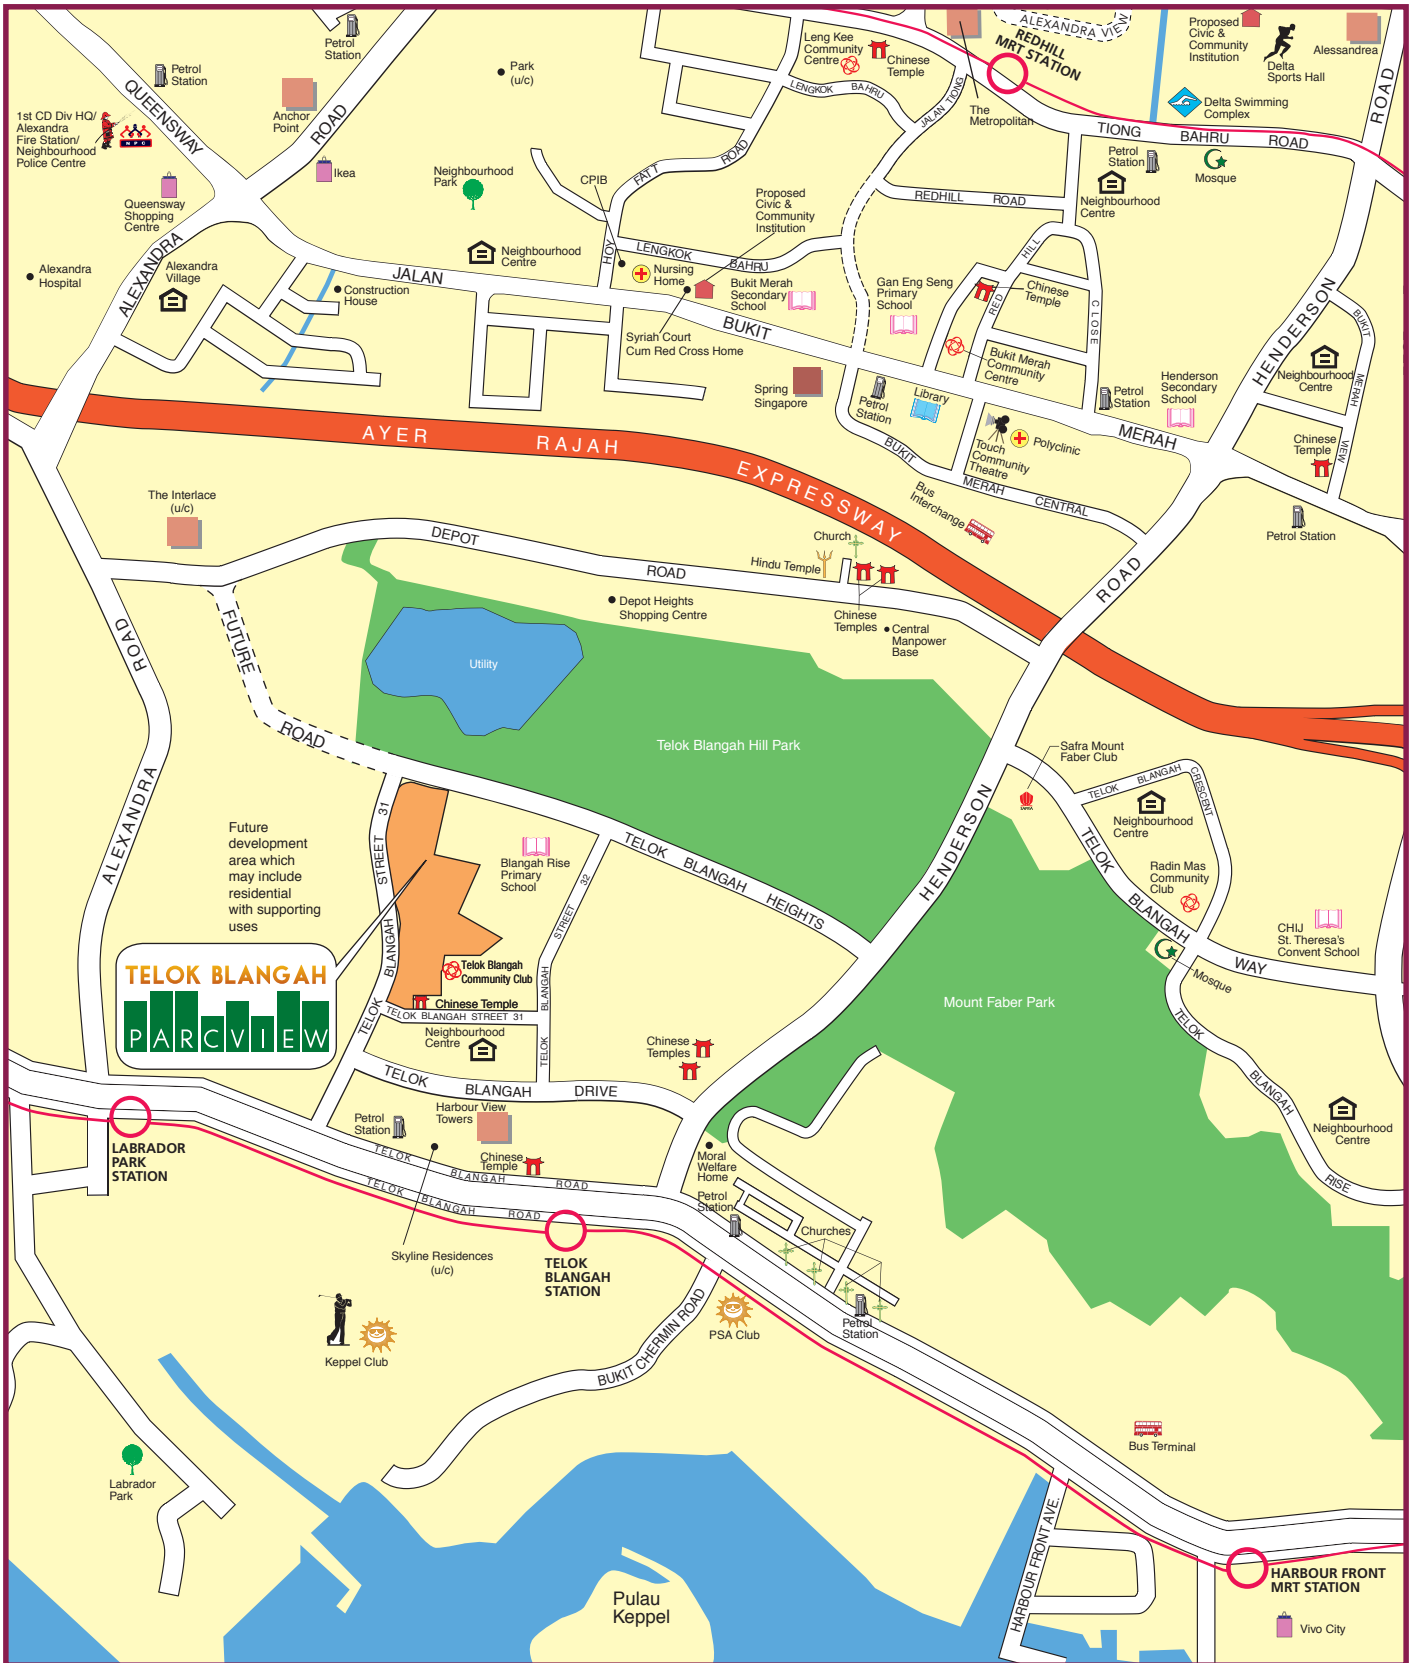 ALEXANDRA VIEW
REDHILL
MRT STATION
Petrol
Station
Petrol
Station
QUEENSWAY
Anchor
Point
ROAD
Park
(u/c)
1st CD Div HQ/
Alexandra
Fire Station/
Neighbourhood
Police Centre
NPC
Ikea
Queensway
Shopping
Centre
Leng Kee
Community
Centre
Chinese
Temple
LENGKOK BAHRU
JALAN TIONG
The
Metropolitan
Proposed
Civic &
Community
Institution
Delta
Sports Hall
Alessandrea
ROAD
Delta Swimming
Complex
TIONG BAHRU ROAD
Petrol
Station
Mosque
Neighbourhood
Centre
REDHILL ROAD
Neighbourhood
Park
CPIB
FATT
ROAD
HOY
Proposed
Civic &
Community
Institution
LENGKOK
BAHRU
Neighbourhood
Centre
Nursing
Home
Bukit Merah
Secondary
School
Syriah Court
Cum Red Cross Home
ALEXANDRA
Alexandra
Hospital
Alexandra
Village
Construction
House
JALAN
BUKIT
MERAH
Gan Eng Seng
Primary
School
RED
HILL
CLOSE
Chinese
Temple
Bukit Merah
Community
Centre
Spring
Singapore
Petrol
Station
Library
Petrol
Station
Henderson
Secondary
School
HENDERSON
BUKIT
MERAH
VIEW
Neighbourhood
Centre
Chinese
Temple
Petrol Station
Touch
Community
Theatre
Polyclinic
BUKIT
MERAH
CENTRAL
Bus
Interchange
AYER RAJAH EXPRESSWAY
The Interlace
(u/c)
DEPOT
ROAD
Church
Hindu Temple
Chinese
Temples
Central
Manpower
Base
Depot Heights
Shopping Centre
ROAD
FUTURE
ROAD
ROAD
Utility
Telok Blangah Hill Park
Safra Mount
Faber Club
SAFRA
TELOK BLANGAH CRESCENT
Neighbourhood
Centre
Radin Mas
Community
Club
TELOK
BLANGAH
WAY
CHIJ
St. Theresa's
Convent School
Mosque
HENDERSON
ALEXANDRA
Future
development
area which
may include
residential
with supporting
uses
STREET 31
BLANGAH
TELOK
Blangah Rise
Primary
School
STREET 32
BLANGAH
TELOK
TELOK BLANGAH HEIGHTS
TELOK BLANGAH
PARCVIEW
Telok Blangah
Community Club
Chinese Temple
TELOK BLANGAH STREET 31
Neighbourhood
Centre
Mount Faber Park
Chinese
Temples
TELOK
BLANGAH
RISE
Neighbourhood
Centre
TELOK BLANGAH DRIVE
LABRADOR
PARK
STATION
Petrol
Station
Harbour View
Towers
Chinese
Temple
TELOK BLANGAH ROAD
TELOK BLANGAH ROAD
Moral
Welfare
Home
Petrol
Station
Churches
Petrol
Station
Skyline Residences
(u/c)
TELOK
BLANGAH
STATION
BUKIT CHERMIN ROAD
PSA Club
Keppel Club
Labrador
Park
Bus Terminal
HARBOUR FRONT AVE.
HARBOUR FRONT
MRT STATION
Vivo City
Pulau
Keppel